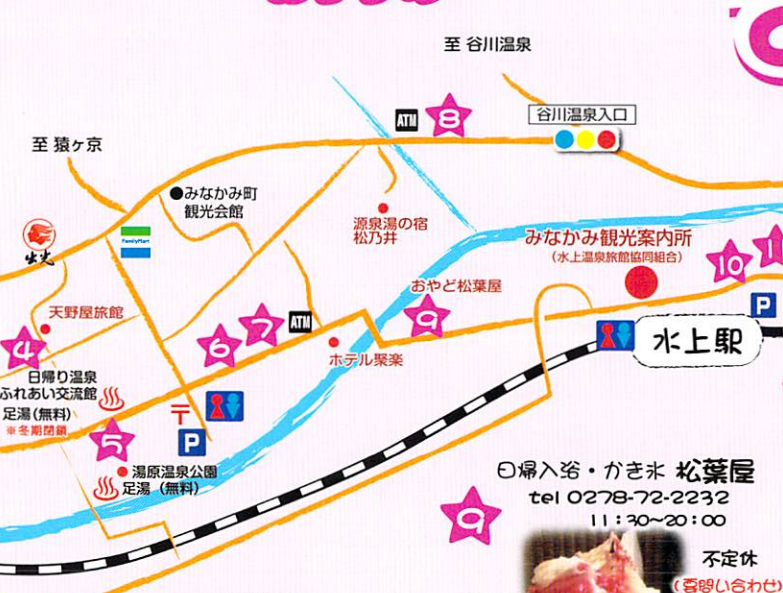 至 谷川温泉
ATM
8
谷川温泉入口
至 猿ヶ京
●みなかみ町
観光会館
源泉湯の宿
松乃井
出光
FamilyMart
みなかみ観光案内所
(水上温泉旅館協同組合)
10
1
天野屋旅館
おやど松葉屋
9
P
4
6
7
ATM
水上駅
ホテル聚楽
日帰り温泉
ふれあい交流館
足湯(無料)
※冬期閉鎖
〒
P
5
湯原温泉公園
足湯(無料)
日帰入浴・かき氷 松葉屋
tel 0278-72-2232
11:30~20:00
9
不定休
(要問い合わせ)